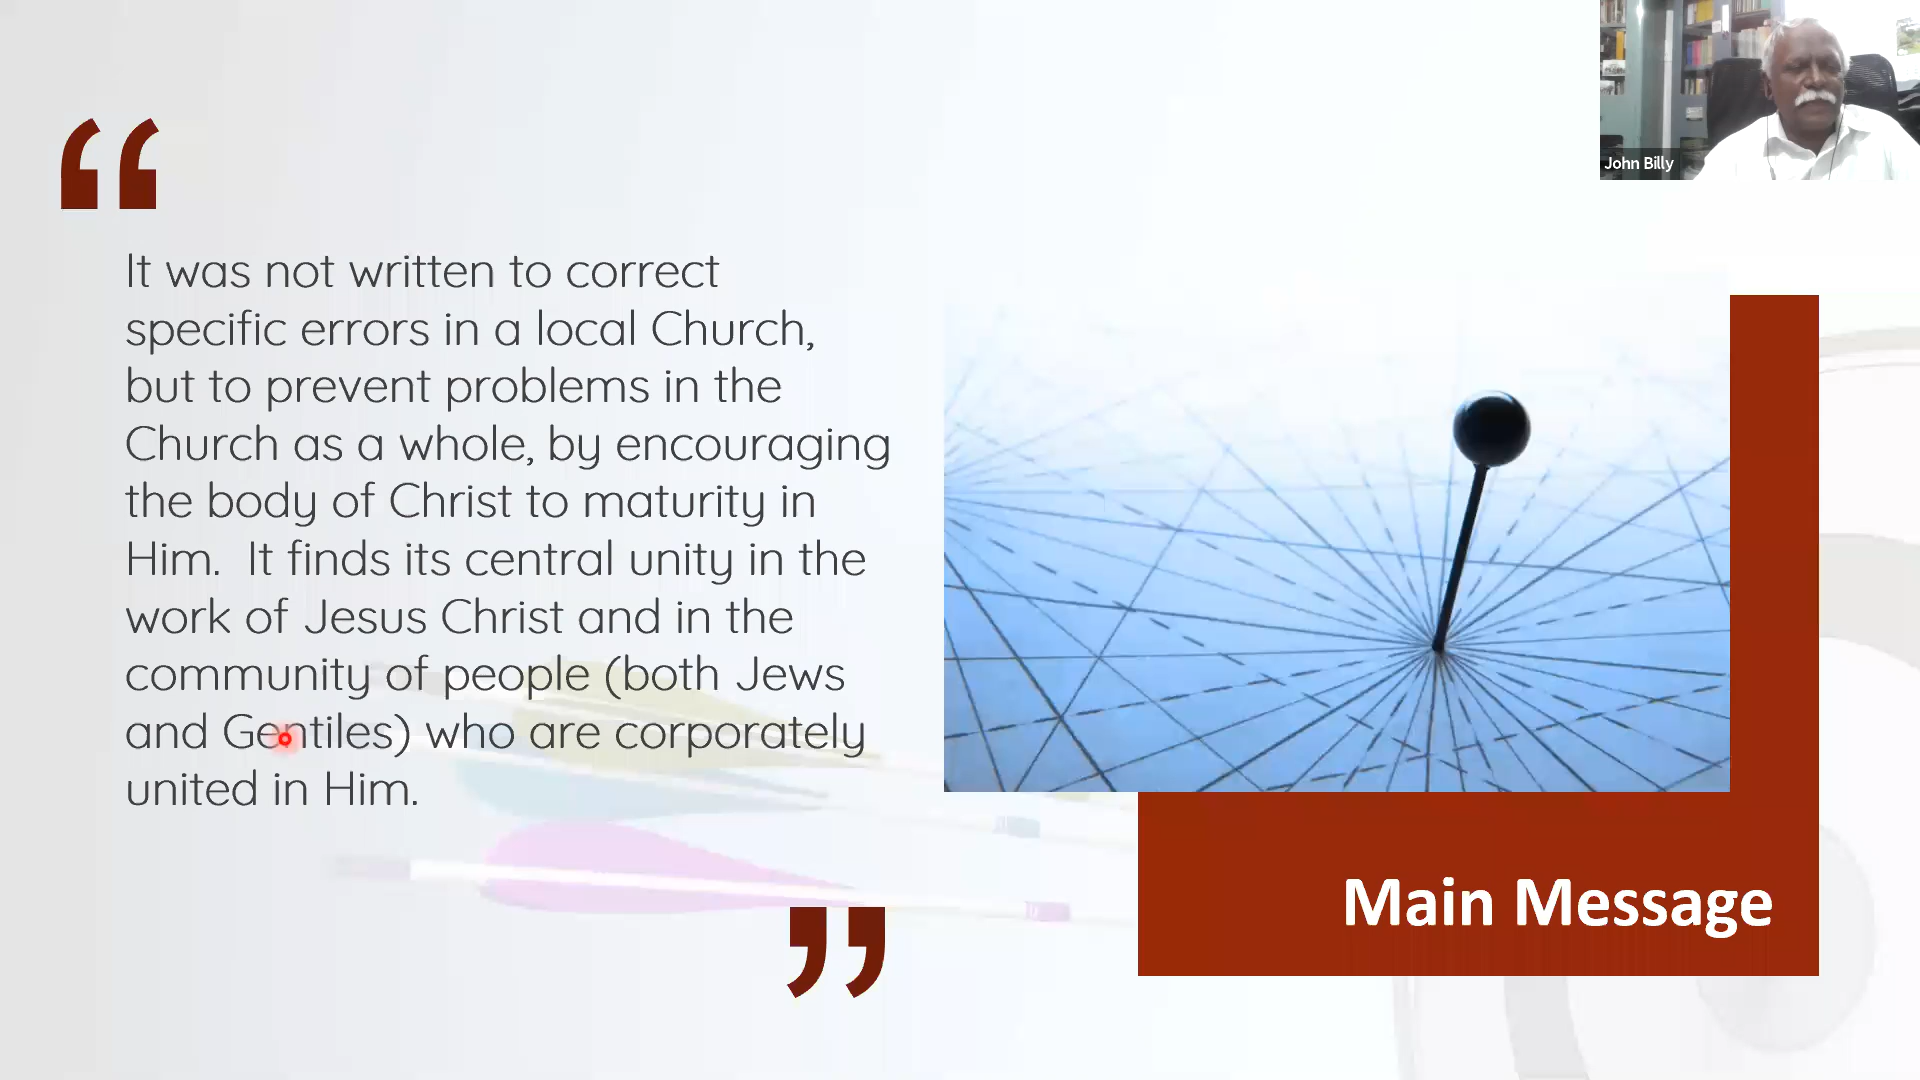 John Billy
“
It was not written to correct
specific errors in a local Church,
but to prevent problems in the
Church as a whole, by encouraging
the body of Christ to maturity in
Him.  It finds its central unity in the
work of Jesus Christ and in the
community of people (both Jews
and Gentiles) who are corporately
united in Him.
”
Main Message